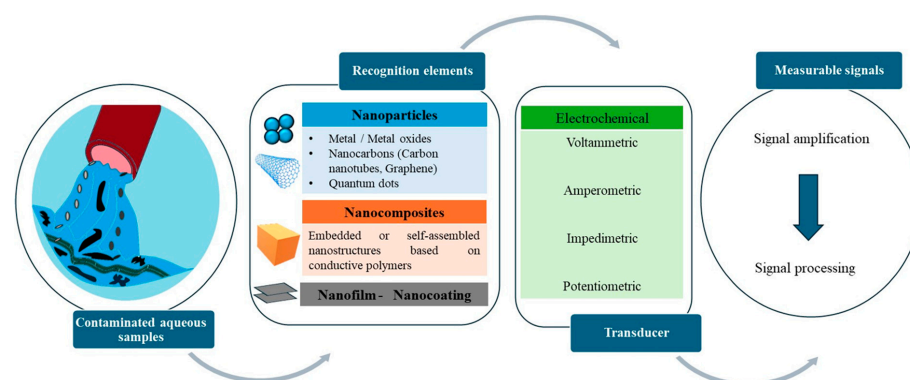 Contaminated aqueous
samples
Recognition elements
Nanoparticles
• Metal / Metal oxides
• Nanocarbons (Carbon
nanotubes, Graphene)
• Quantum dots
Nanocomposites
Embedded or self-assembled
nanostructures based on
conductive polymers
Nanofilm - Nanocoating
Electrochemical
Voltammetric
Amperometric
Impedimetric
Potentiometric
Transducer
Measurable signals
Signal amplification
Signal processing